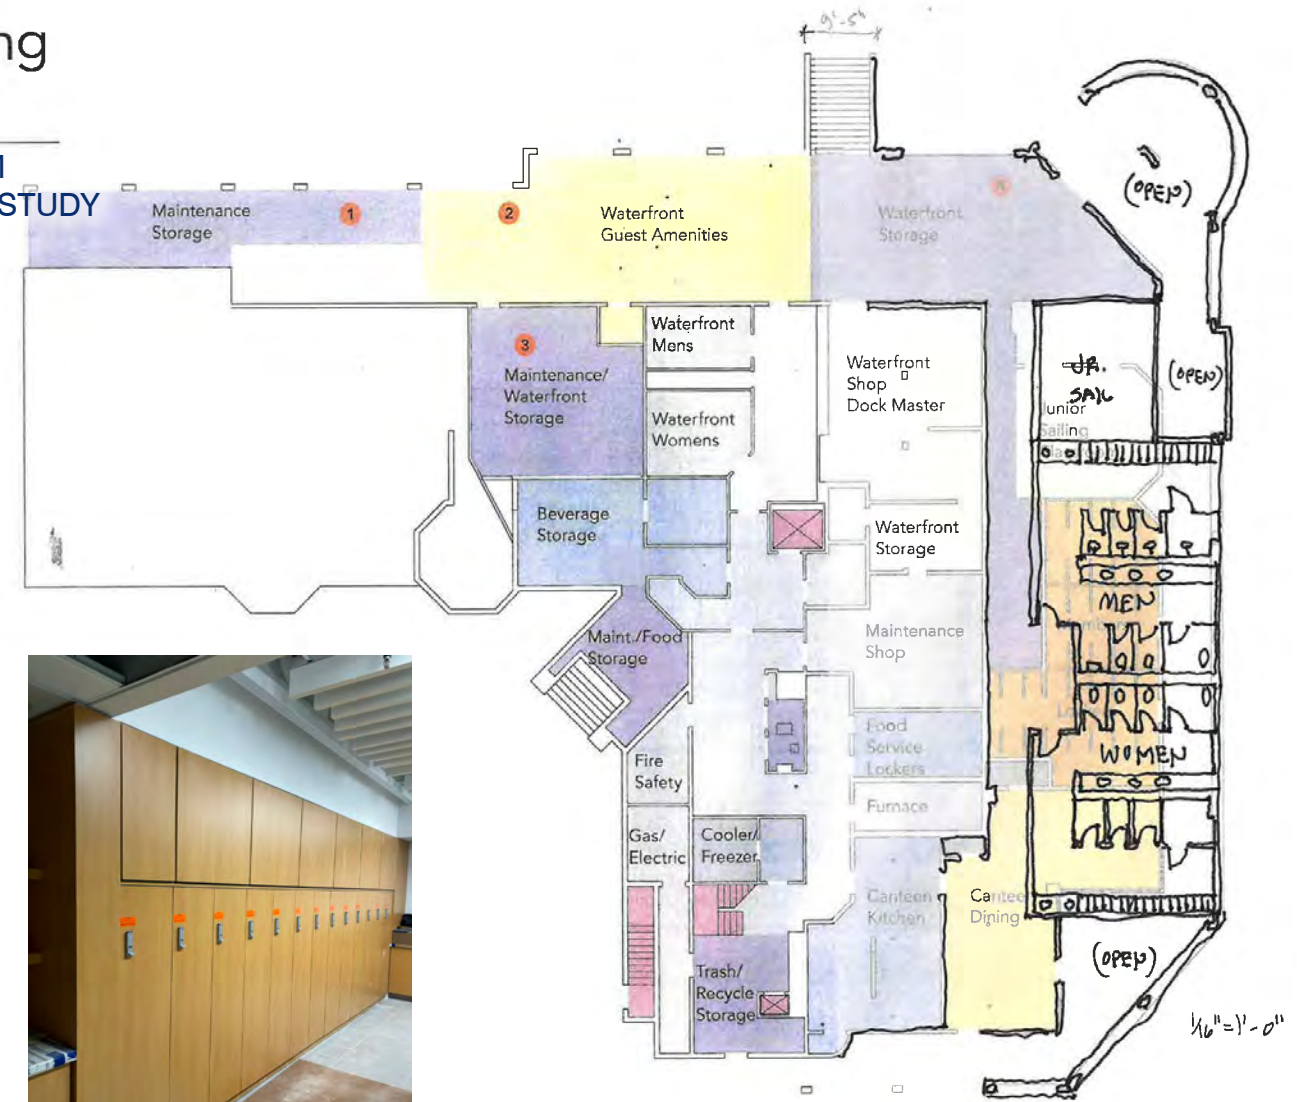 ng
STUDY
9'-5"
Maintenance
Storage
1
2
Waterfront
Guest Amenities
Waterfront
Storage
(OPEN)
3
Maintenance/
Waterfront
Storage
Waterfront
Mens
Waterfront
Womens
Waterfront
Shop
Dock Master
JR.
SAIL
Junior
Sailing
(OPEN)
Beverage
Storage
Waterfront
Storage
MEN
Maint./Food
Storage
Maintenance
Shop
Food
Service
Lockers
WOMEN
Fire
Safety
Furnace
Gas/
Electric
Cooler/
Freezer
Canteen
Kitchen
Canteen
Dining
(OPEN)
Trash/
Recycle
Storage
1/16"=1'-0"